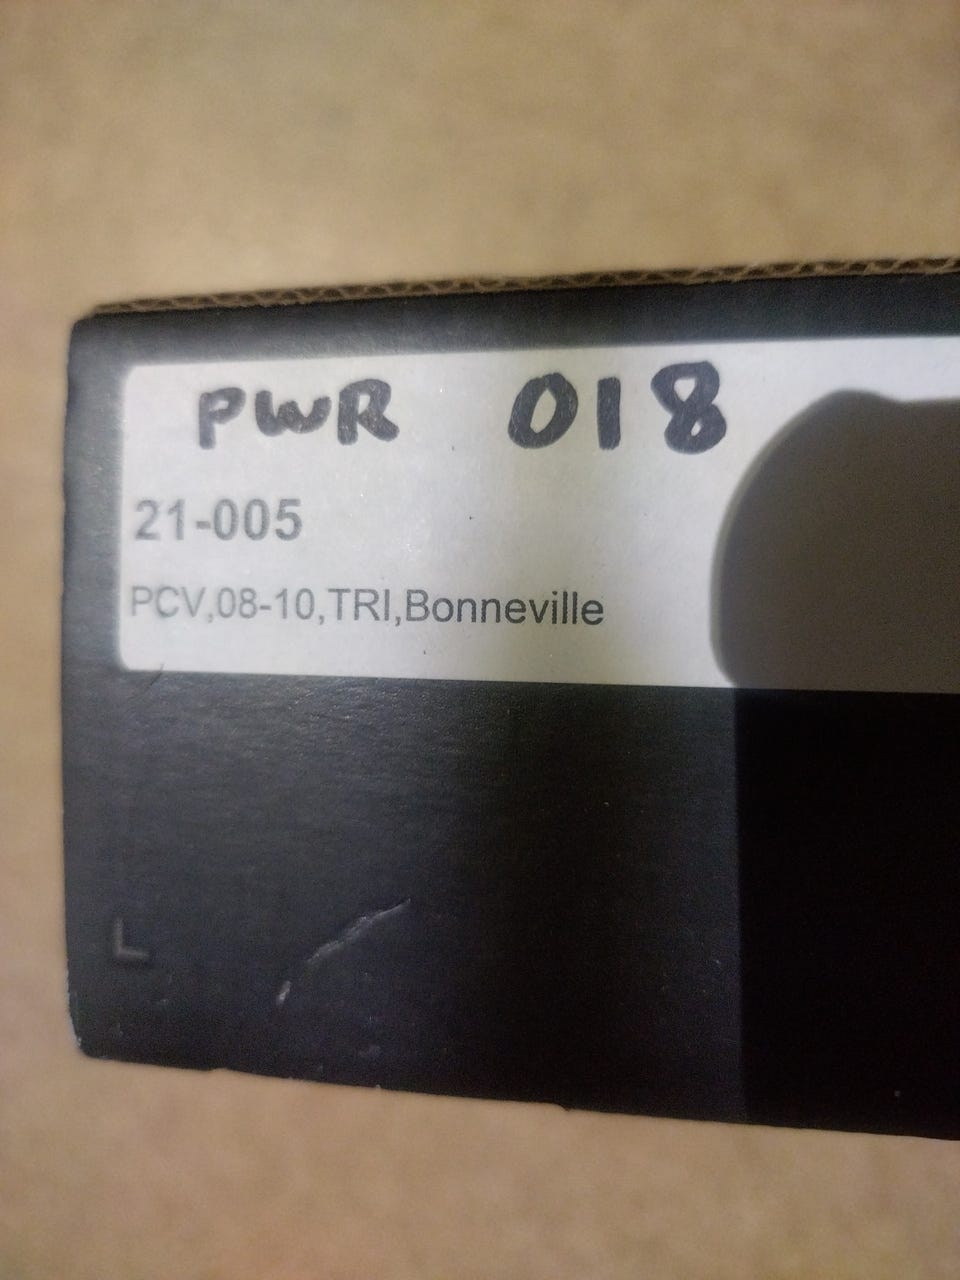 PWR 018
21-005
PCV,08-10,TRI,Bonneville
L